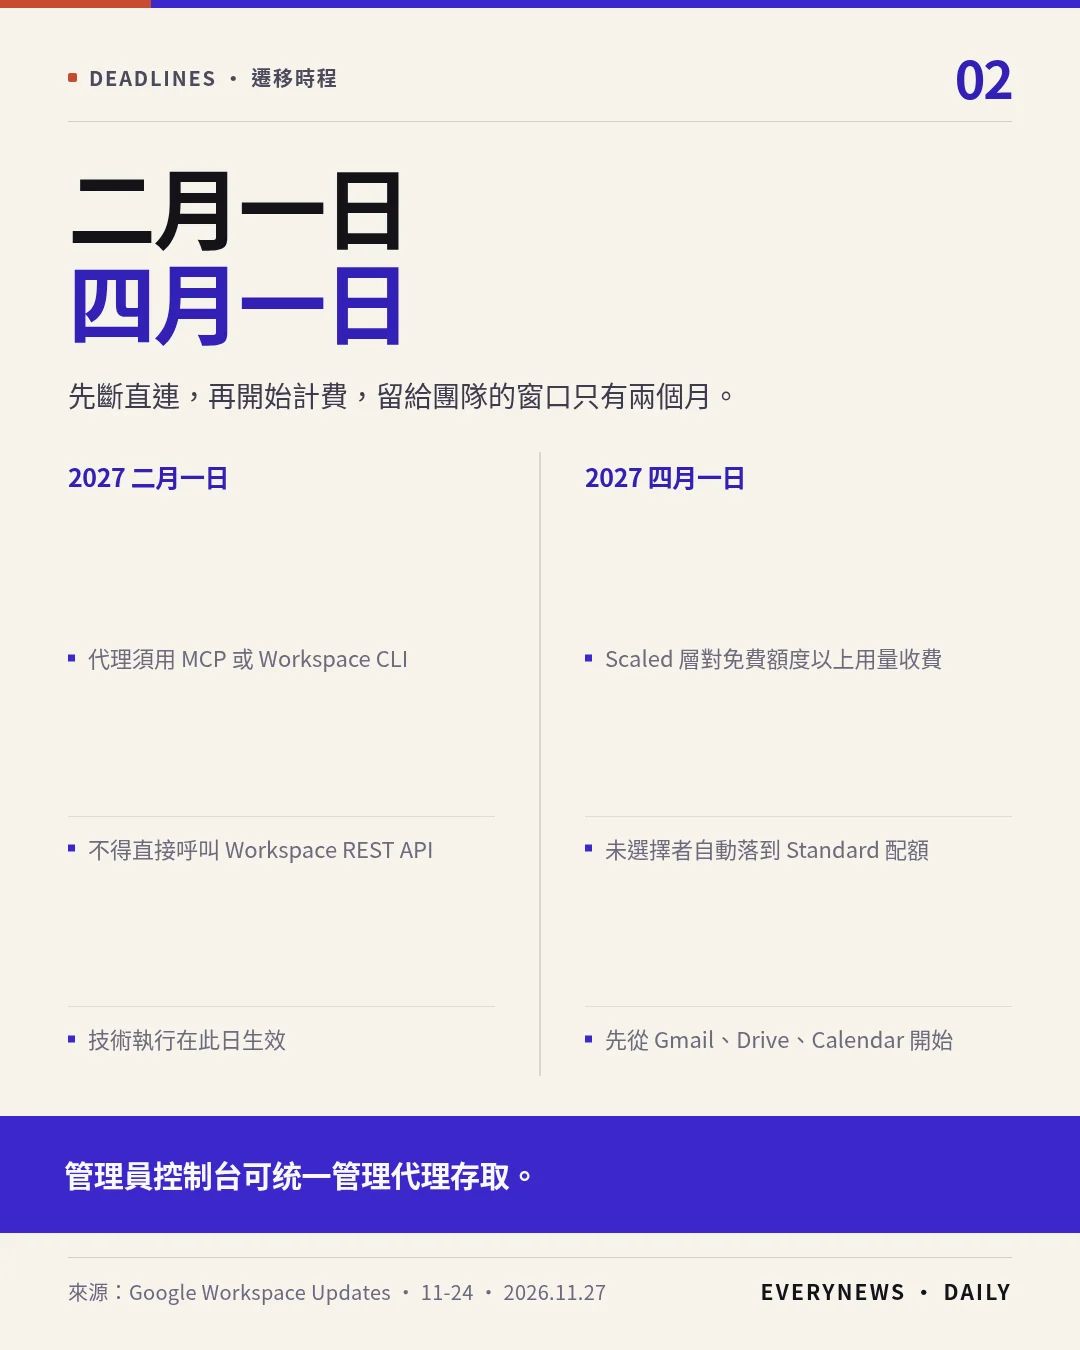 DEADLINES • 遷移時程
02
二月一日
四月一日
先斷直連，再開始計費，留給團隊的窗口只有兩個月。
2027 二月一日
代理須用 MCP 或 Workspace CLI
不得直接呼叫 Workspace REST API
技術執行在此日生效
2027 四月一日
Scaled 層對免費額度以上用量收費
未選擇者自動落到 Standard 配額
先從 Gmail、Drive、Calendar 開始
管理員控制台可统一管理代理存取。
來源：Google Workspace Updates • 11-24 • 2026.11.27
EVERYNEWS • DAILY